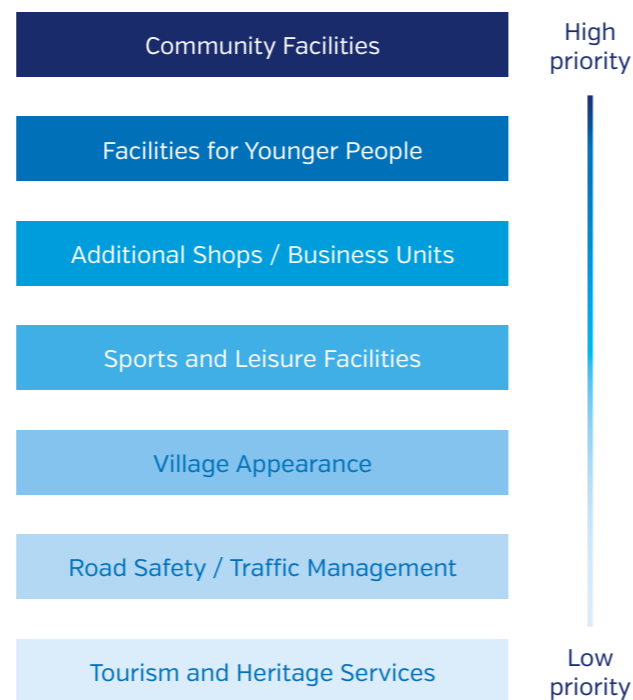 Community Facilities
High
priority
Facilities for Younger People
Additional Shops / Business Units
Sports and Leisure Facilities
Village Appearance
Road Safety / Traffic Management
Tourism and Heritage Services
Low
priority